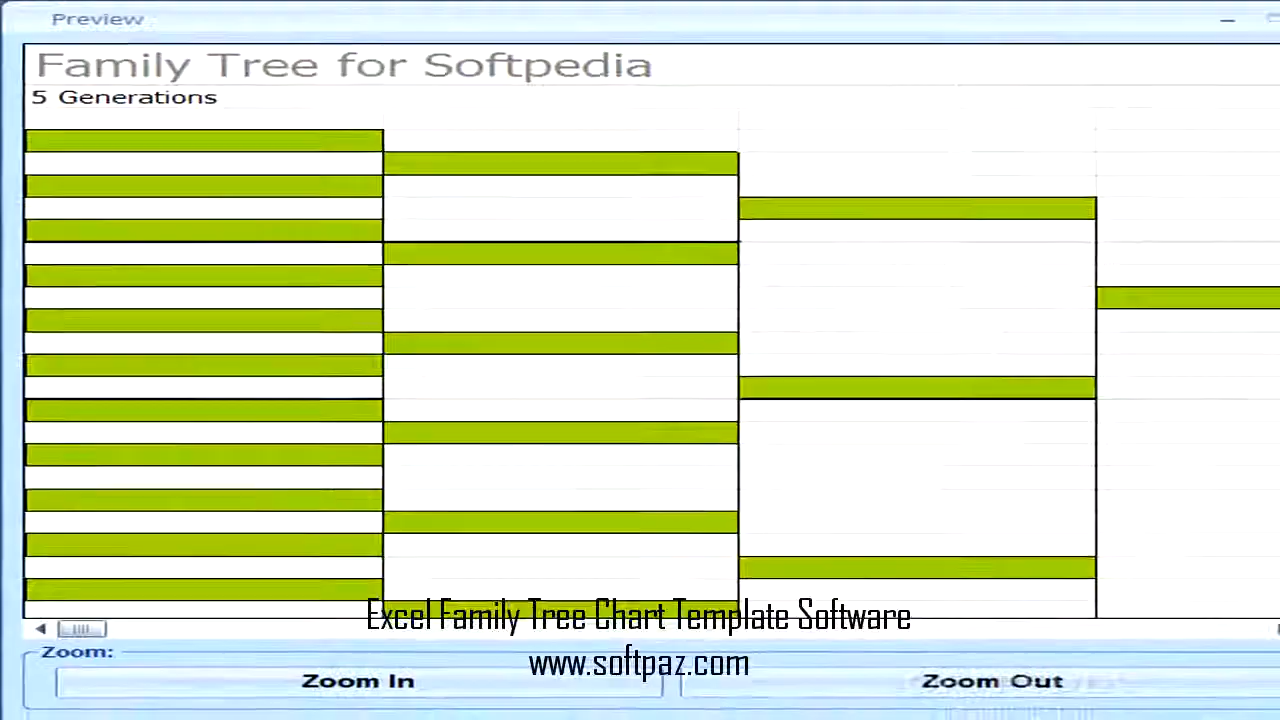 Preview
Family Tree for Softpedia
5 Generations
Excel Family Tree Chart Template Software
www.softpaz.com
Zoom:
Zoom In
Zoom Out